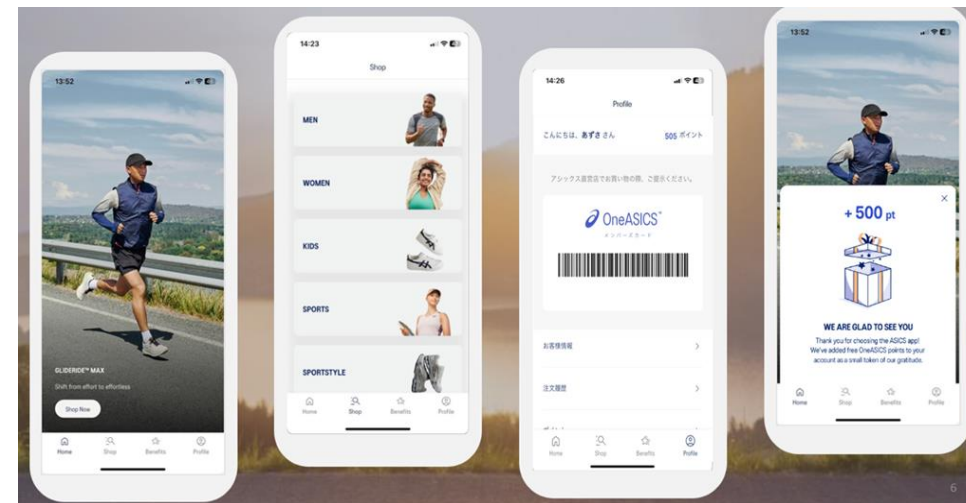 13:52
GLIDERIDE™ MAX
Shift from effort to effortless
Shop Now
Home Shop Benefits Profile
14:23
Shop
MEN
WOMEN
KIDS
SPORTS
SPORTSTYLE
Home Shop Benefits Profile
14:26
Profile
こんにちは、あずき さん 505 ポイント
アシックス直営店でお買い物の際、ご提示ください。
OneASICS™
メンバーズカード
お客様情報
注文履歴
Home Shop Benefits Profile
13:52
+ 500 pt
WE ARE GLAD TO SEE YOU
Thank you for choosing the ASICS app!
We've added free OneASICS points to your
account as a small token of our gratitude.
Home Shop Benefits Profile
6